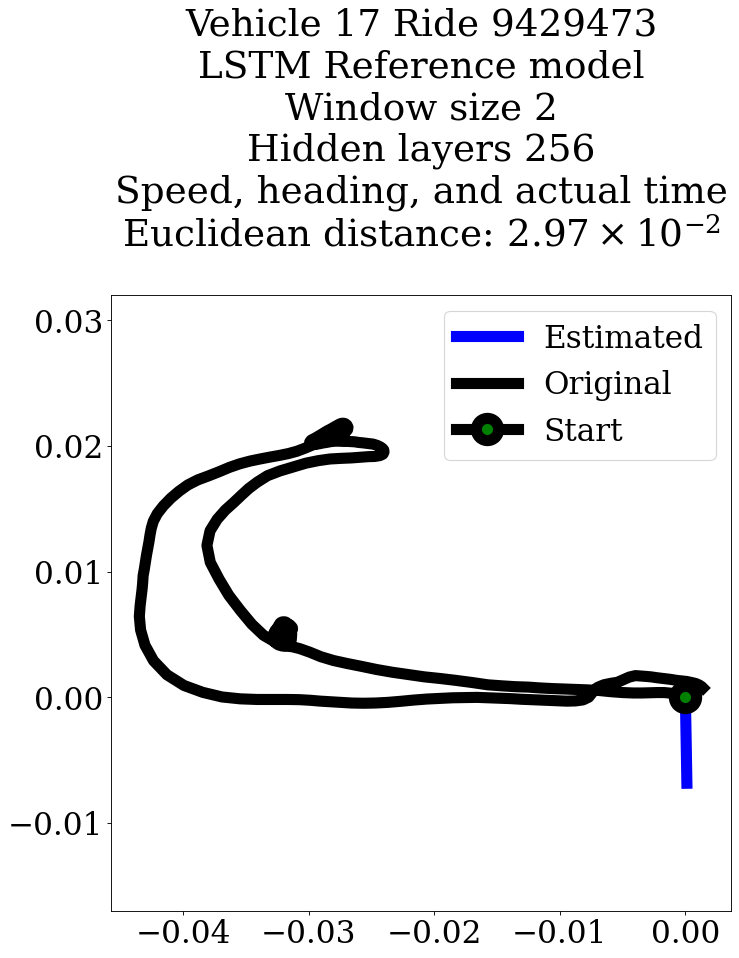 Vehicle 17 Ride 9429473
LSTM Reference model
Window size 2
Hidden layers 256
Speed, heading, and actual time
Euclidean distance: 2.97 × 10⁻²
Estimated
Original
Start
0.03
0.02
0.01
0.00
−0.01
−0.04 −0.03 −0.02 −0.01 0.00